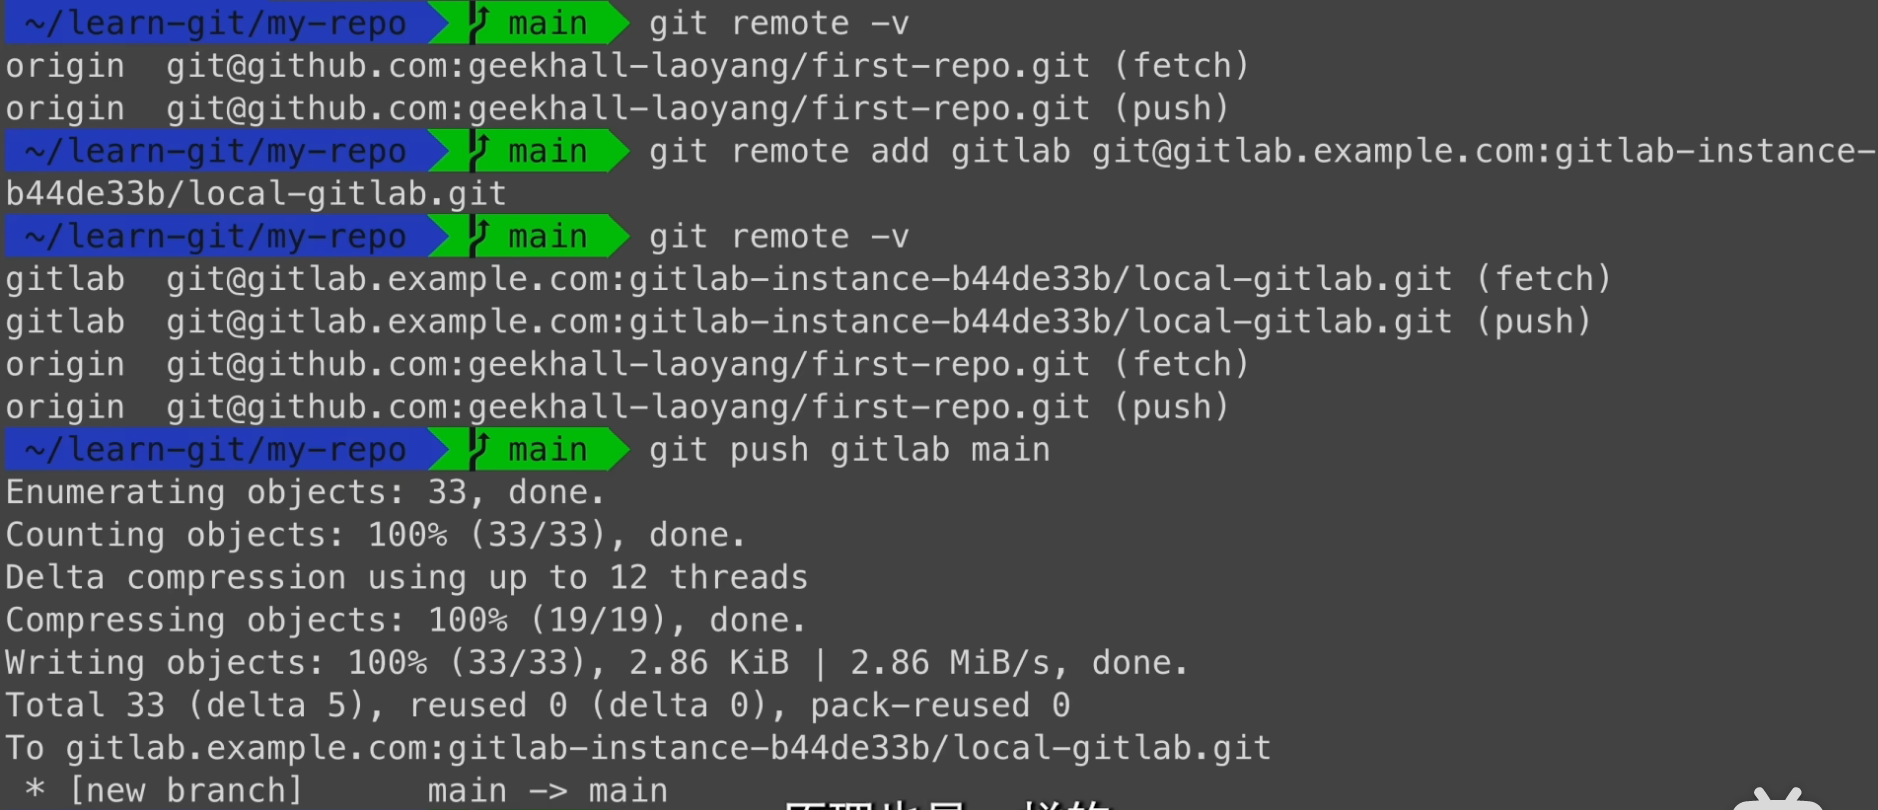 ~/learn-git/my-repo main git remote -v
origin  git@github.com:geekhall-laoyang/first-repo.git (fetch)
origin  git@github.com:geekhall-laoyang/first-repo.git (push)
~/learn-git/my-repo main git remote add gitlab git@gitlab.example.com:gitlab-instance-
b44de33b/local-gitlab.git
~/learn-git/my-repo main git remote -v
gitlab  git@gitlab.example.com:gitlab-instance-b44de33b/local-gitlab.git (fetch)
gitlab  git@gitlab.example.com:gitlab-instance-b44de33b/local-gitlab.git (push)
origin  git@github.com:geekhall-laoyang/first-repo.git (fetch)
origin  git@github.com:geekhall-laoyang/first-repo.git (push)
~/learn-git/my-repo main git push gitlab main
Enumerating objects: 33, done.
Counting objects: 100% (33/33), done.
Delta compression using up to 12 threads
Compressing objects: 100% (19/19), done.
Writing objects: 100% (33/33), 2.86 KiB | 2.86 MiB/s, done.
Total 33 (delta 5), reused 0 (delta 0), pack-reused 0
To gitlab.example.com:gitlab-instance-b44de33b/local-gitlab.git
 * [new branch]      main -> main